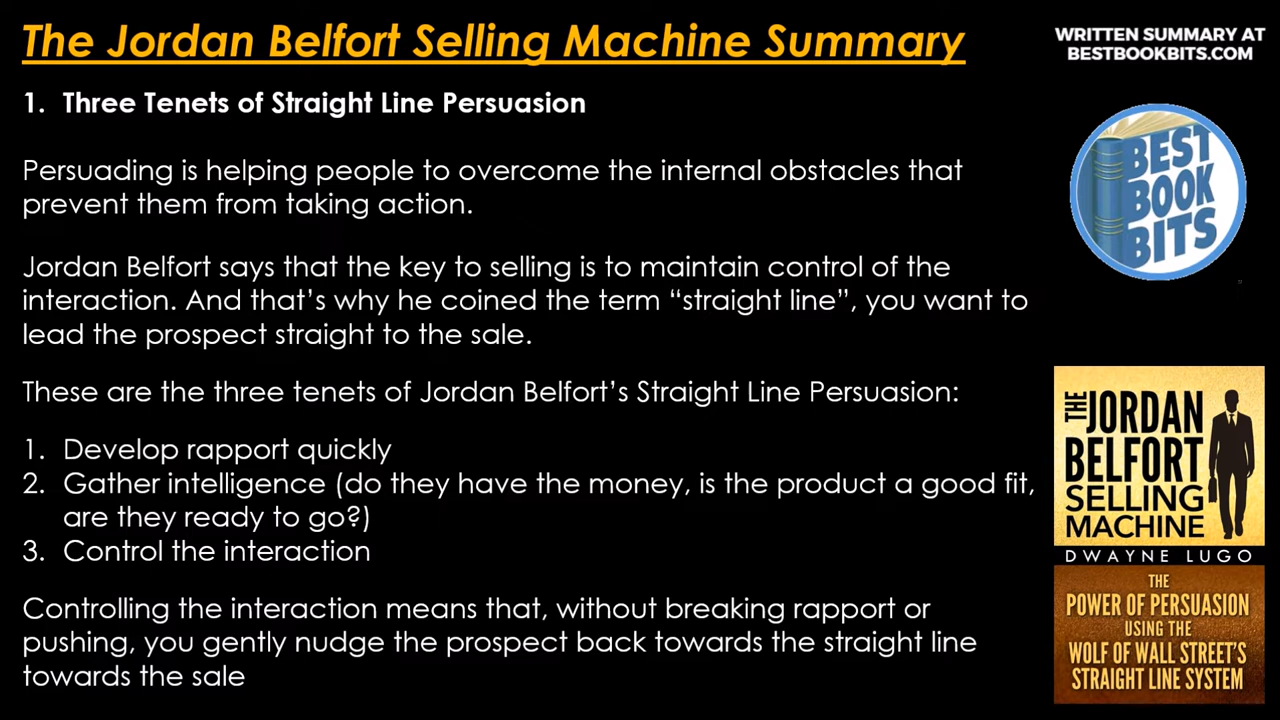 The Jordan Belfort Selling Machine Summary
WRITTEN SUMMARY AT
BESTBOOKBITS.COM
1. Three Tenets of Straight Line Persuasion
Persuading is helping people to overcome the internal obstacles that
prevent them from taking action.
Jordan Belfort says that the key to selling is to maintain control of the
interaction. And that’s why he coined the term “straight line”, you want to
lead the prospect straight to the sale.
These are the three tenets of Jordan Belfort’s Straight Line Persuasion:
1. Develop rapport quickly
2. Gather intelligence (do they have the money, is the product a good fit,
are they ready to go?)
3. Control the interaction
Controlling the interaction means that, without breaking rapport or
pushing, you gently nudge the prospect back towards the straight line
towards the sale
BEST
BOOK
BITS
THE
JORDAN
BELFORT
SELLING
MACHINE
DWAYNE LUGO
THE
POWER OF PERSUASION
USING THE
WOLF OF WALL STREET'S
STRAIGHT LINE SYSTEM